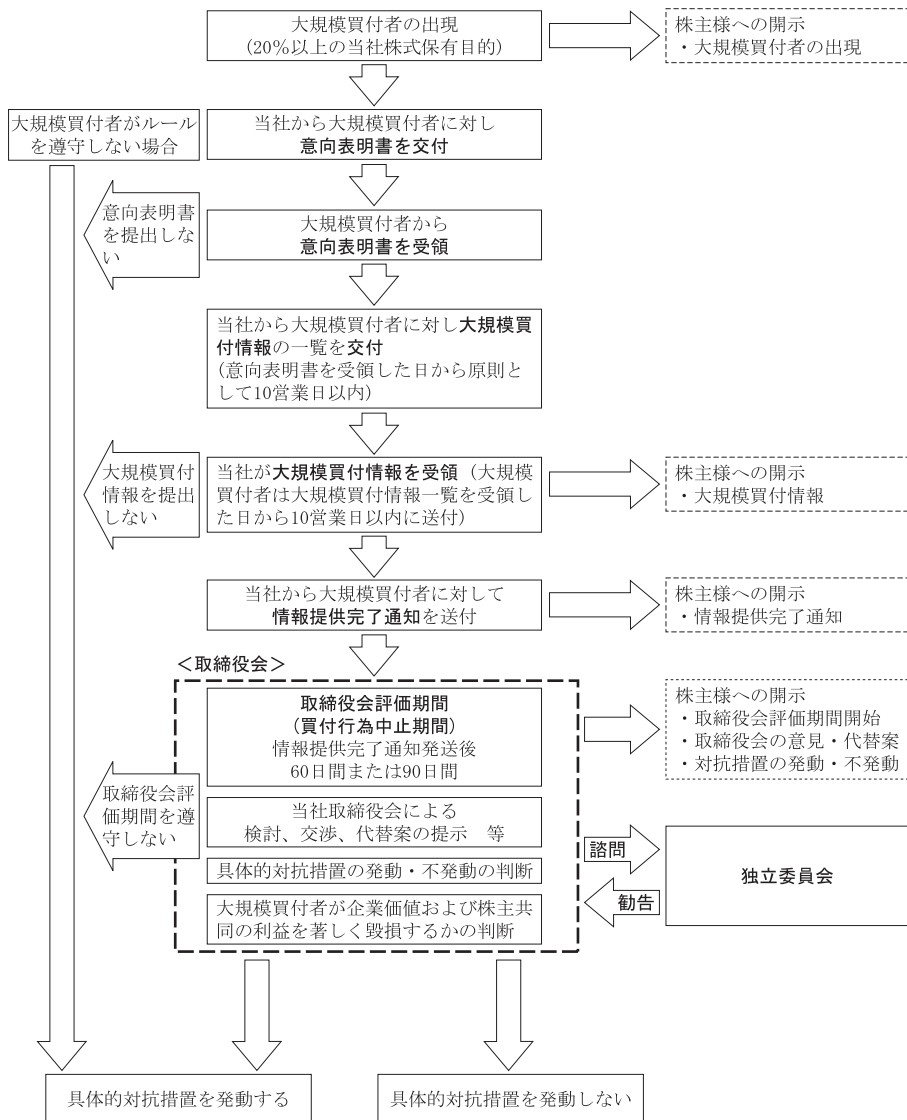 大規模買付者の出現
(20%以上の当社株式保有目的)
株主様への開示
・大規模買付者の出現
大規模買付者がルール
を遵守しない場合
当社から大規模買付者に対し
意向表明書を交付
意向表明書
を提出しな
い
大規模買付者から
意向表明書を受領
当社から大規模買付者に対し大規模買
付情報の一覧を交付
(意向表明書を受領した日から原則と
して10営業日以内)
大規模買付
情報を提出
しない
当社が大規模買付情報を受領（大規模
買付者は大規模買付情報一覧を受領し
た日から10営業日以内に送付）
株主様への開示
・大規模買付情報
当社から大規模買付者に対して
情報提供完了通知を送付
株主様への開示
・情報提供完了通知
＜取締役会＞
取締役会評価期間
(買付行為中止期間)
情報提供完了通知発送後
60日間または90日間
株主様への開示
・取締役会評価期間開始
・取締役会の意見・代替案
・対抗措置の発動・不発動
取締役会評
価期間を遵
守しない
当社取締役会による
検討、交渉、代替案の提示　等
具体的対抗措置の発動・不発動の判断
大規模買付者が企業価値および株主共
同の利益を著しく毀損するかの判断
諮問
勧告
独立委員会
具体的対抗措置を発動する
具体的対抗措置を発動しない